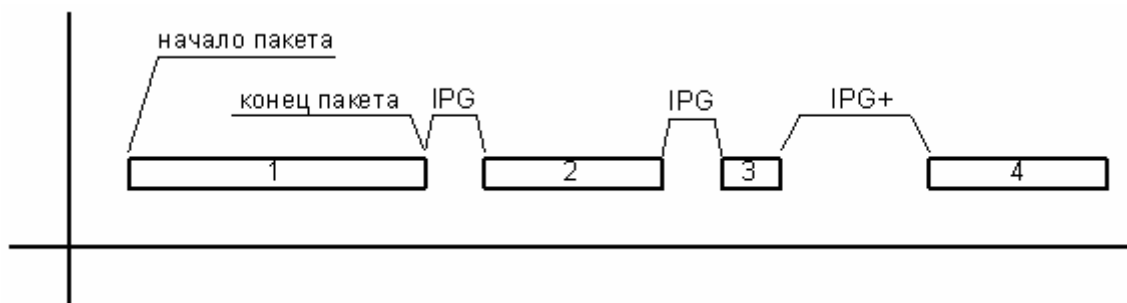 начало пакета
конец пакета IPG IPG IPG+
1 2 3 4